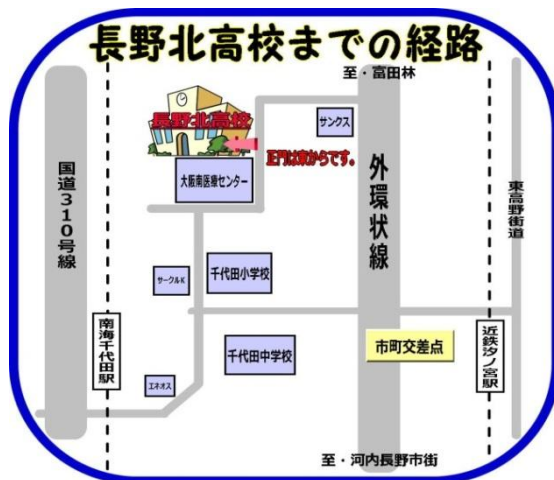 長野北高校までの経路
至・富田林
サンクス
長野北高校
正門は東からです。
大阪南医療センター
国道310号線
外環状線
東高野街道
サークルK
千代田小学校
南海千代田駅
千代田中学校
市町交差点
近鉄汐ノ宮駅
エネオス
至・河内長野市街